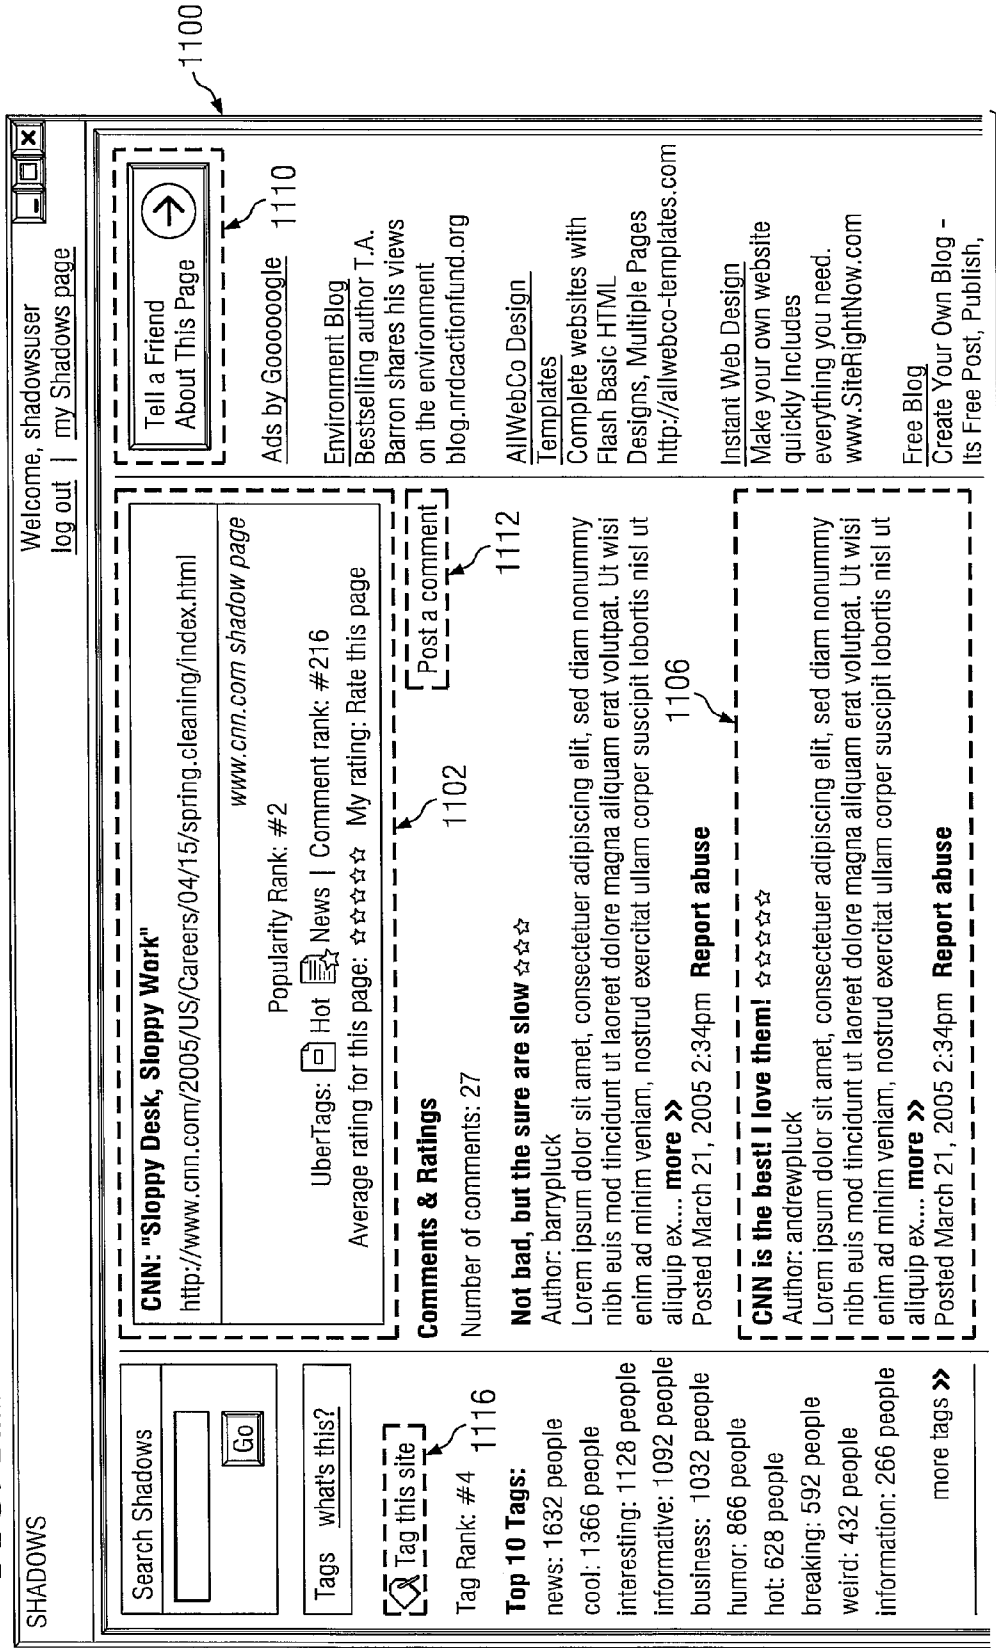 SHADOWS
Welcome, shadowsuser
log out | my Shadows page
1100
Search Shadows
Go
Tags what's this?
Tag this site
1116
Tag Rank: #4
Top 10 Tags:
news: 1632 people
cool: 1366 people
interesting: 1128 people
informative: 1092 people
business: 1032 people
humor: 866 people
hot: 628 people
breaking: 592 people
weird: 432 people
information: 266 people
more tags >>
CNN: "Sloppy Desk, Sloppy Work"
http://www.cnn.com/2005/US/Careers/04/15/spring.cleaning/index.html
www.cnn.com shadow page
Popularity Rank: #2
UberTags: Hot News | Comment rank: #216
Average rating for this page: ☆☆☆☆☆ My rating: Rate this page
1102
Comments & Ratings
Post a comment
1112
Number of comments: 27
Not bad, but the sure are slow ☆☆☆☆
Author: barrypluck
Lorem ipsum dolor sit amet, consectetuer adipiscing elit, sed diam nonummy
nibh euis mod tincidunt ut laoreet dolore magna aliquam erat volutpat. Ut wisi
enim ad minim veniam, nostrud exercitat ullam corper suscipit lobortis nisl ut
aliquip ex.... more >>
Posted March 21, 2005 2:34pm Report abuse
1106
CNN is the best! I love them! ☆☆☆☆☆
Author: andrewpluck
Lorem ipsum dolor sit amet, consectetuer adipiscing elit, sed diam nonummy
nibh euis mod tincidunt ut laoreet dolore magna aliquam erat volutpat. Ut wisi
enim ad minim veniam, nostrud exercitat ullam corper suscipit lobortis nisl ut
aliquip ex.... more >>
Posted March 21, 2005 2:34pm Report abuse
Tell a Friend
About This Page
1110
Ads by Goooooogle
Environment Blog
Bestselling author T.A.
Barron shares his views
on the environment
blog.nrdcactionfund.org
AllWebCo Design
Templates
Complete websites with
Flash Basic HTML
Designs, Multiple Pages
http://allwebco-templates.com
Instant Web Design
Make your own website
quickly Includes
everything you need.
www.SiteRightNow.com
Free Blog
Create Your Own Blog -
Its Free Post, Publish,